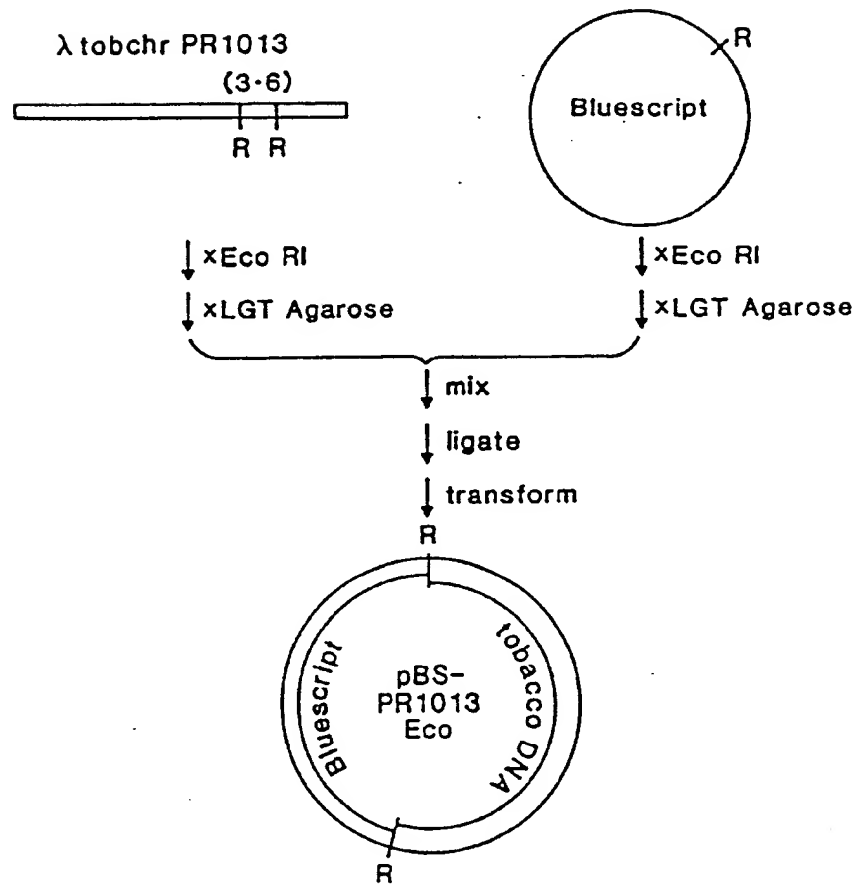 λ tobchr PR1013
(3·6)
R R
R
Bluescript
xEco RI
xLGT Agarose
xEco RI
xLGT Agarose
mix
ligate
transform
R
Bluescript
pBS-
PR1013
Eco
tobacco DNA
R